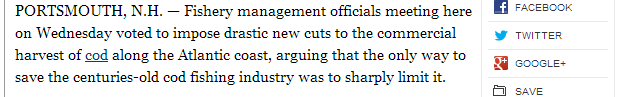 PORTSMOUTH, N.H. — Fishery management officials meeting here
on Wednesday voted to impose drastic new cuts to the commercial
harvest of cod along the Atlantic coast, arguing that the only way to
save the centuries-old cod fishing industry was to sharply limit it.
FACEBOOK
TWITTER
GOOGLE+
SAVE